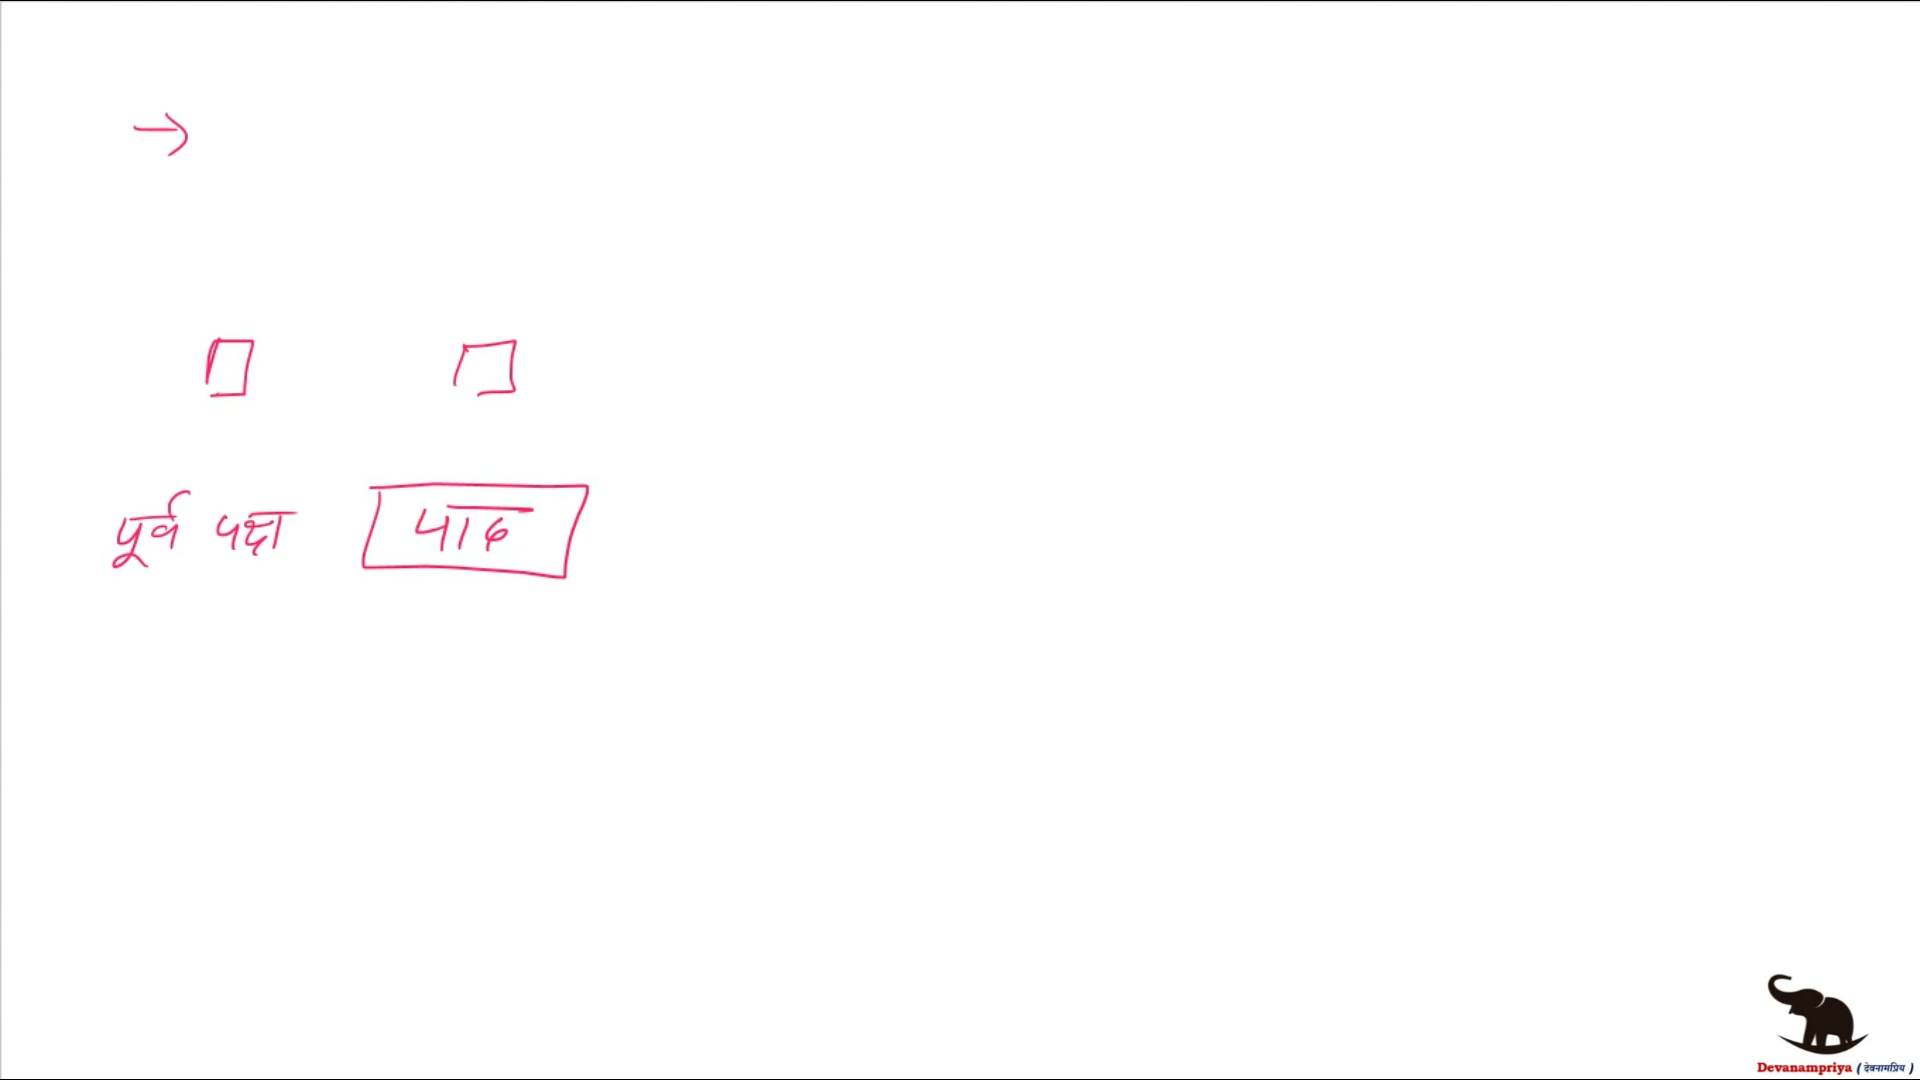 →
पूर्व पक्ष पाद
Devanampriya ( देवनामप्रिय )